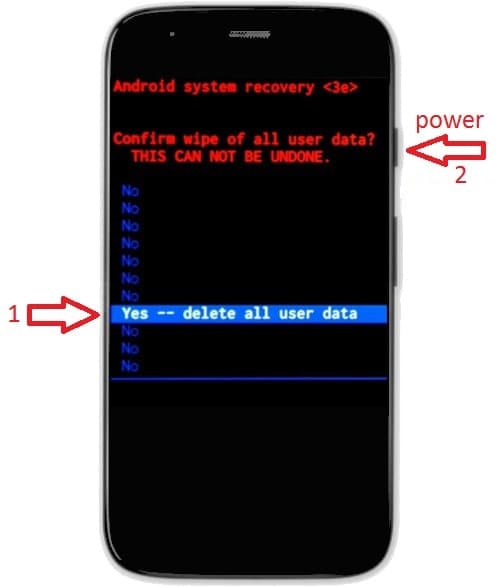 Android system recovery <3e>
Confirm wipe of all user data?
THIS CAN NOT BE UNDONE.
power
2
No
No
No
No
No
No
No
1
Yes -- delete all user data
No
No
No